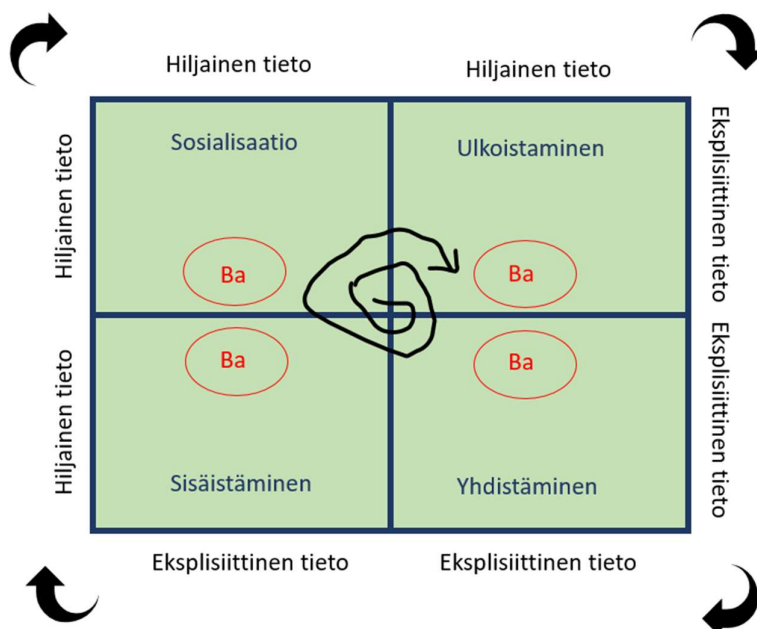 Hiljainen tieto
Hiljainen tieto
Hiljainen tieto
Sosialisaatio
Ulkoistaminen
Eksplisiittinen tieto
Ba
Ba
Hiljainen tieto
Ba
Ba
Eksplisiittinen tieto
Sisäistäminen
Yhdistäminen
Eksplisiittinen tieto
Eksplisiittinen tieto